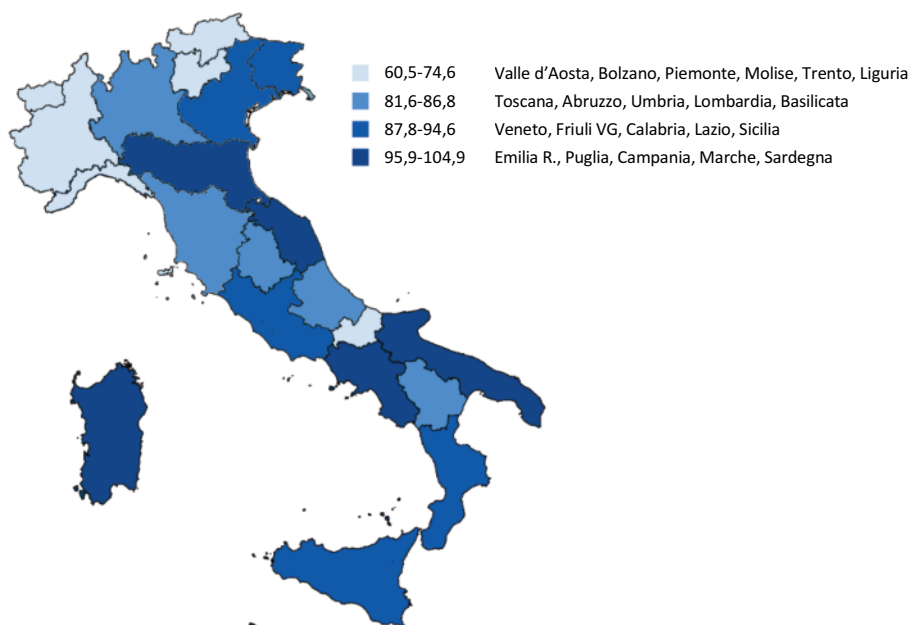 60,5-74,6 Valle d’Aosta, Bolzano, Piemonte, Molise, Trento, Liguria
81,6-86,8 Toscana, Abruzzo, Umbria, Lombardia, Basilicata
87,8-94,6 Veneto, Friuli VG, Calabria, Lazio, Sicilia
95,9-104,9 Emilia R., Puglia, Campania, Marche, Sardegna